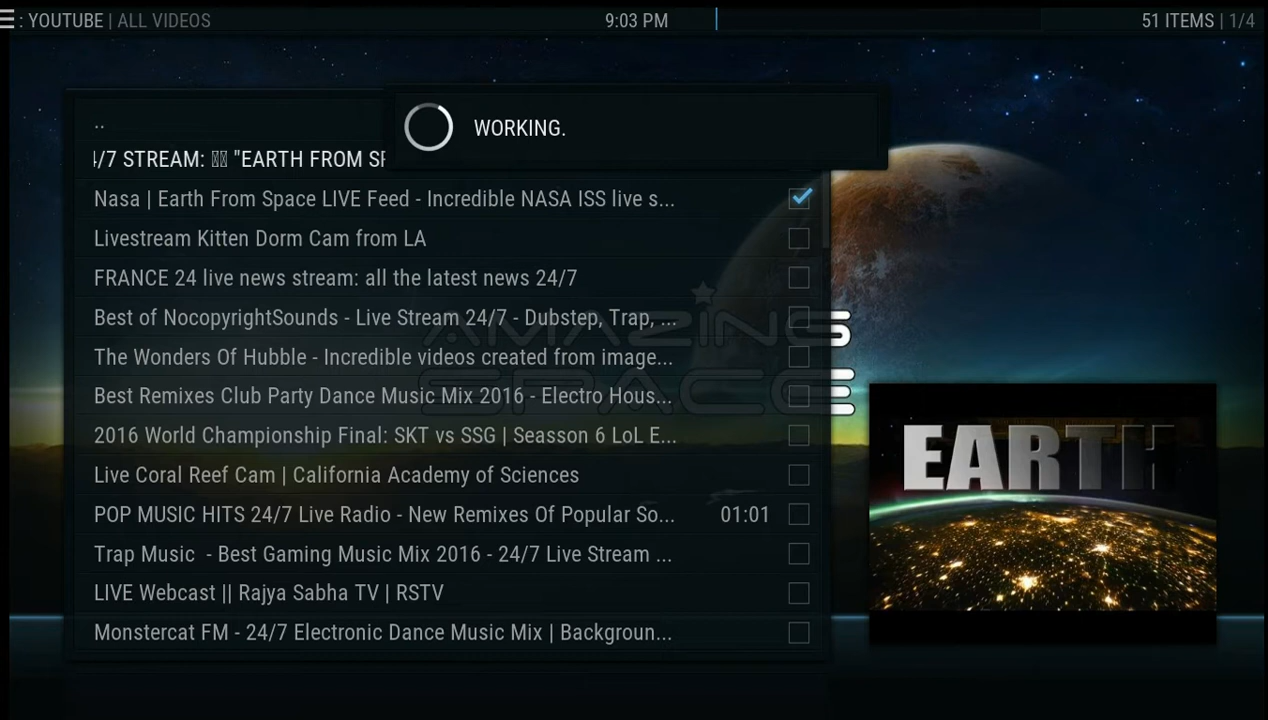 : YOUTUBE | ALL VIDEOS
9:03 PM
51 ITEMS | 1/4
..
WORKING.
/7 STREAM: "EARTH FROM SP
Nasa | Earth From Space LIVE Feed - Incredible NASA ISS live s...
Livestream Kitten Dorm Cam from LA
FRANCE 24 live news stream: all the latest news 24/7
Best of NocopyrightSounds - Live Stream 24/7 - Dubstep, Trap, ...
The Wonders Of Hubble - Incredible videos created from image...
Best Remixes Club Party Dance Music Mix 2016 - Electro Hous...
2016 World Championship Final: SKT vs SSG | Seasson 6 LoL E...
Live Coral Reef Cam | California Academy of Sciences
POP MUSIC HITS 24/7 Live Radio - New Remixes Of Popular So... 01:01
Trap Music - Best Gaming Music Mix 2016 - 24/7 Live Stream ...
LIVE Webcast || Rajya Sabha TV | RSTV
Monstercat FM - 24/7 Electronic Dance Music Mix | Backgroun...
AMAZING
SPACE
EARTH